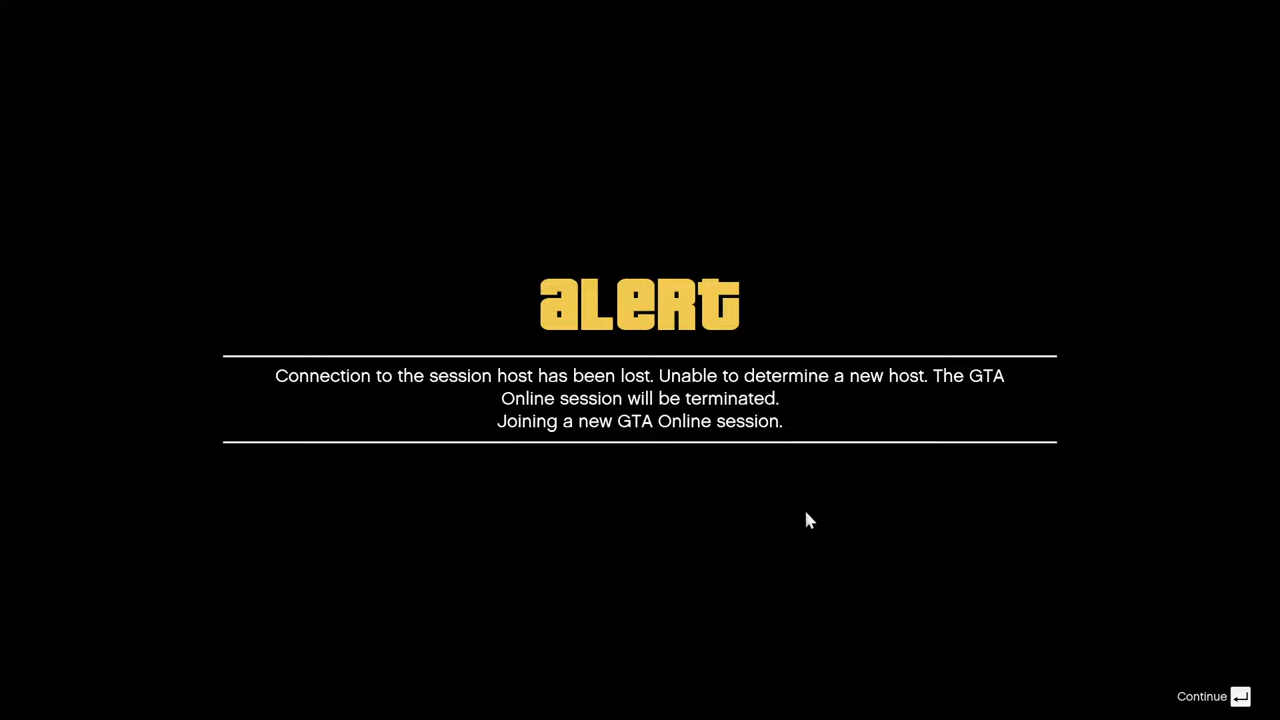 alert
Connection to the session host has been lost. Unable to determine a new host. The GTA
Online session will be terminated.
Joining a new GTA Online session.
Continue